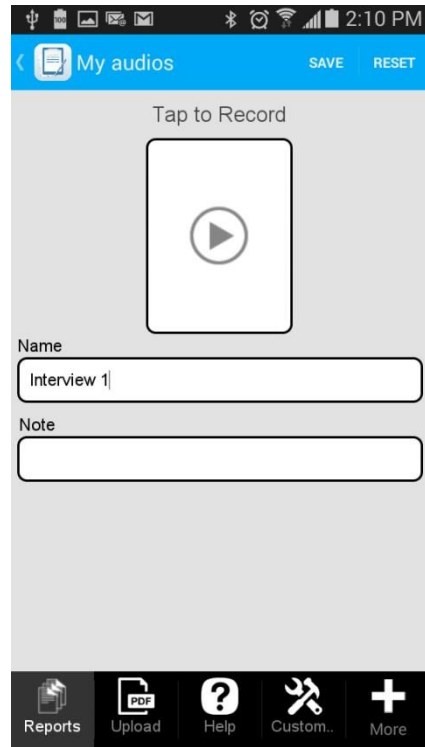 100
2:10 PM
My audios SAVE RESET
Tap to Record
Name
Interview 1
Note
PDF
?
Reports Upload Help Custom.. More